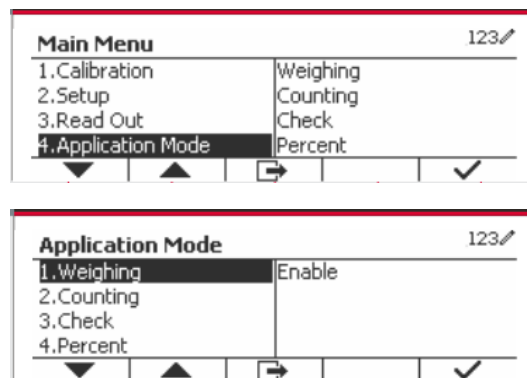 Main Menu 123
1.Calibration Weighing
2.Setup Counting
3.Read Out Check
4.Application Mode Percent
Application Mode 123
1.Weighing Enable
2.Counting
3.Check
4.Percent